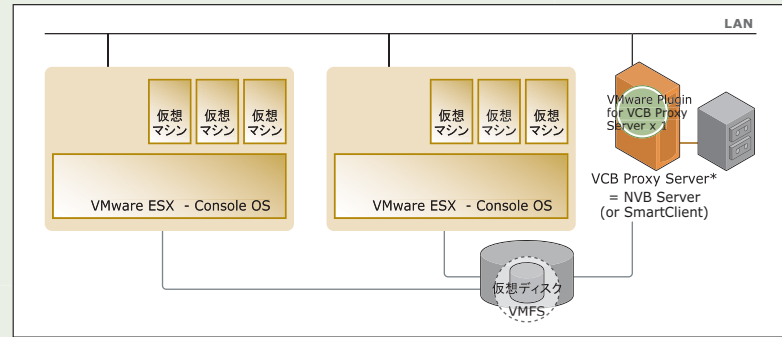 LAN
仮想
マシン
仮想
マシン
仮想
マシン
VMware ESX - Console OS
仮想
マシン
仮想
マシン
仮想
マシン
VMware ESX - Console OS
VMware Plugin
for VCB Proxy
Server x 1
VCB Proxy Server*
= NVB Server
(or SmartClient)
仮想ディスク
VMFS